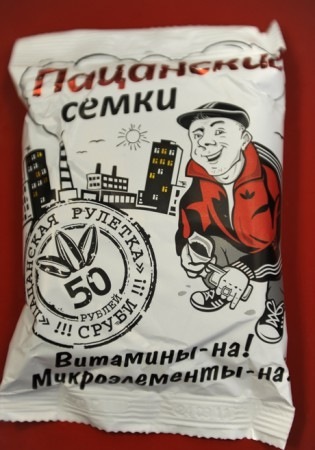 Пацанские
семки
«ПАЦАНСКАЯ РУЛЕТКА»
50
РУБЛЕЙ
!!! СРУБИ !!!
Витамины-на!
Микроэлементы-на!